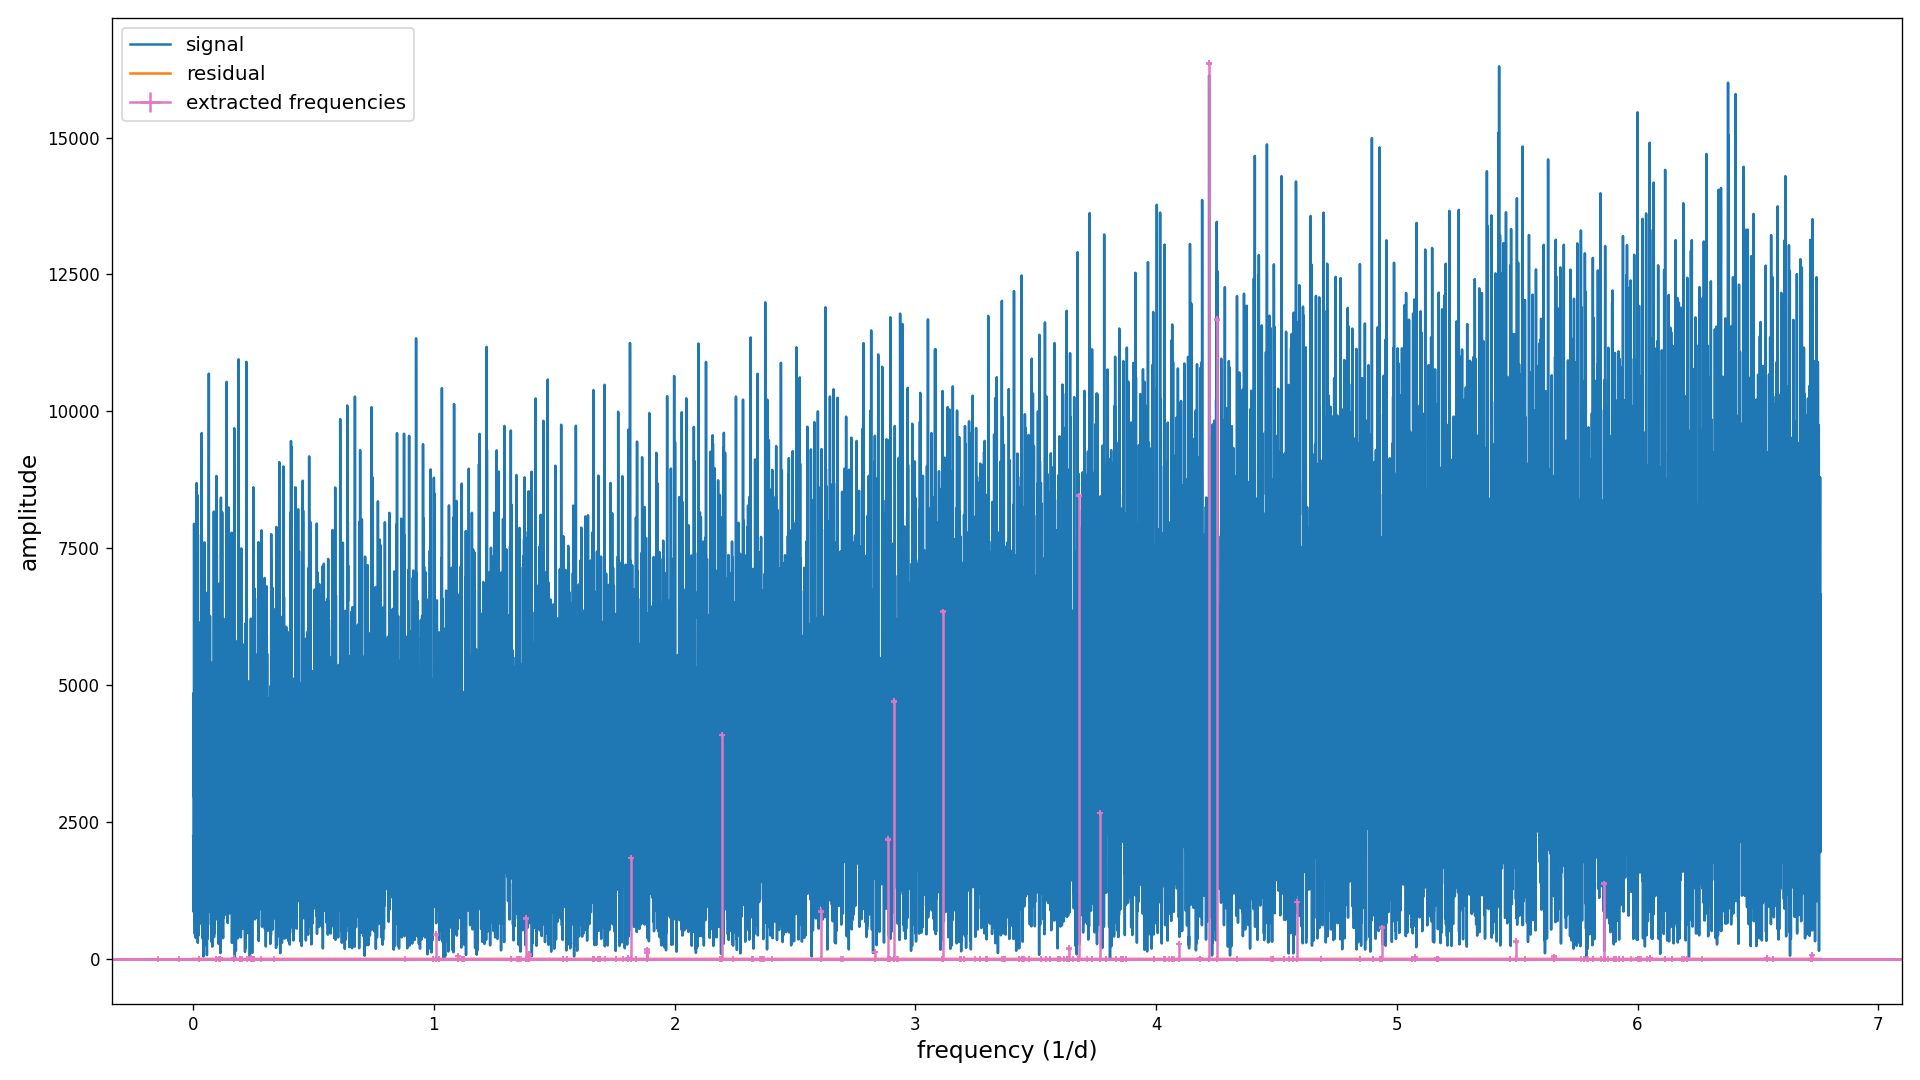 signal
residual
extracted frequencies
15000
12500
10000
7500
5000
2500
0
amplitude
0 1 2 3 4 5 6 7
frequency (1/d)